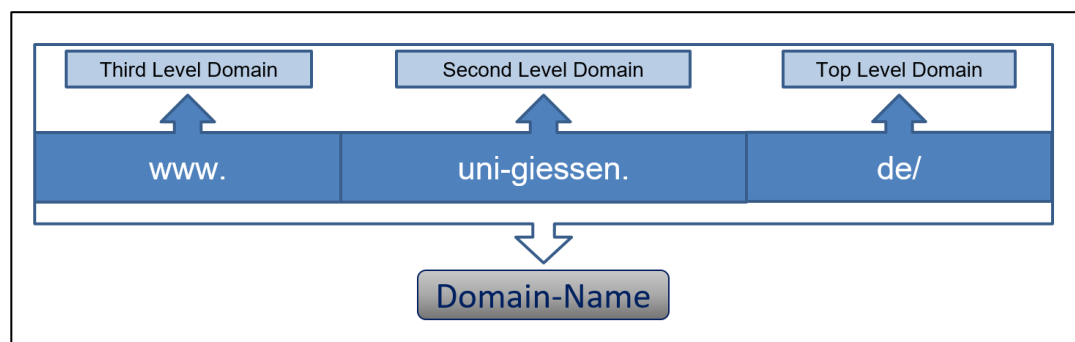 Third Level Domain Second Level Domain Top Level Domain
www. uni-giessen. de/
Domain-Name